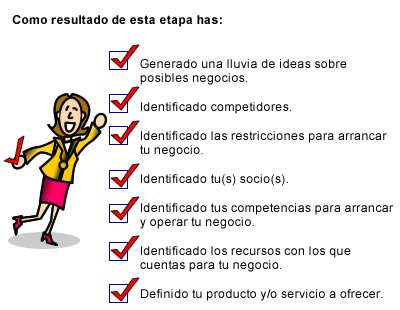 Como resultado de esta etapa has:
Generado una lluvia de ideas sobre
posibles negocios.
Identificado competidores.
Identificado las restricciones para arrancar
tu negocio.
Identificado tu(s) socio(s).
Identificado tus competencias para arrancar
y operar tu negocio.
Identificado los recursos con los que
cuentas para tu negocio.
Definido tu producto y/o servicio a ofrecer.